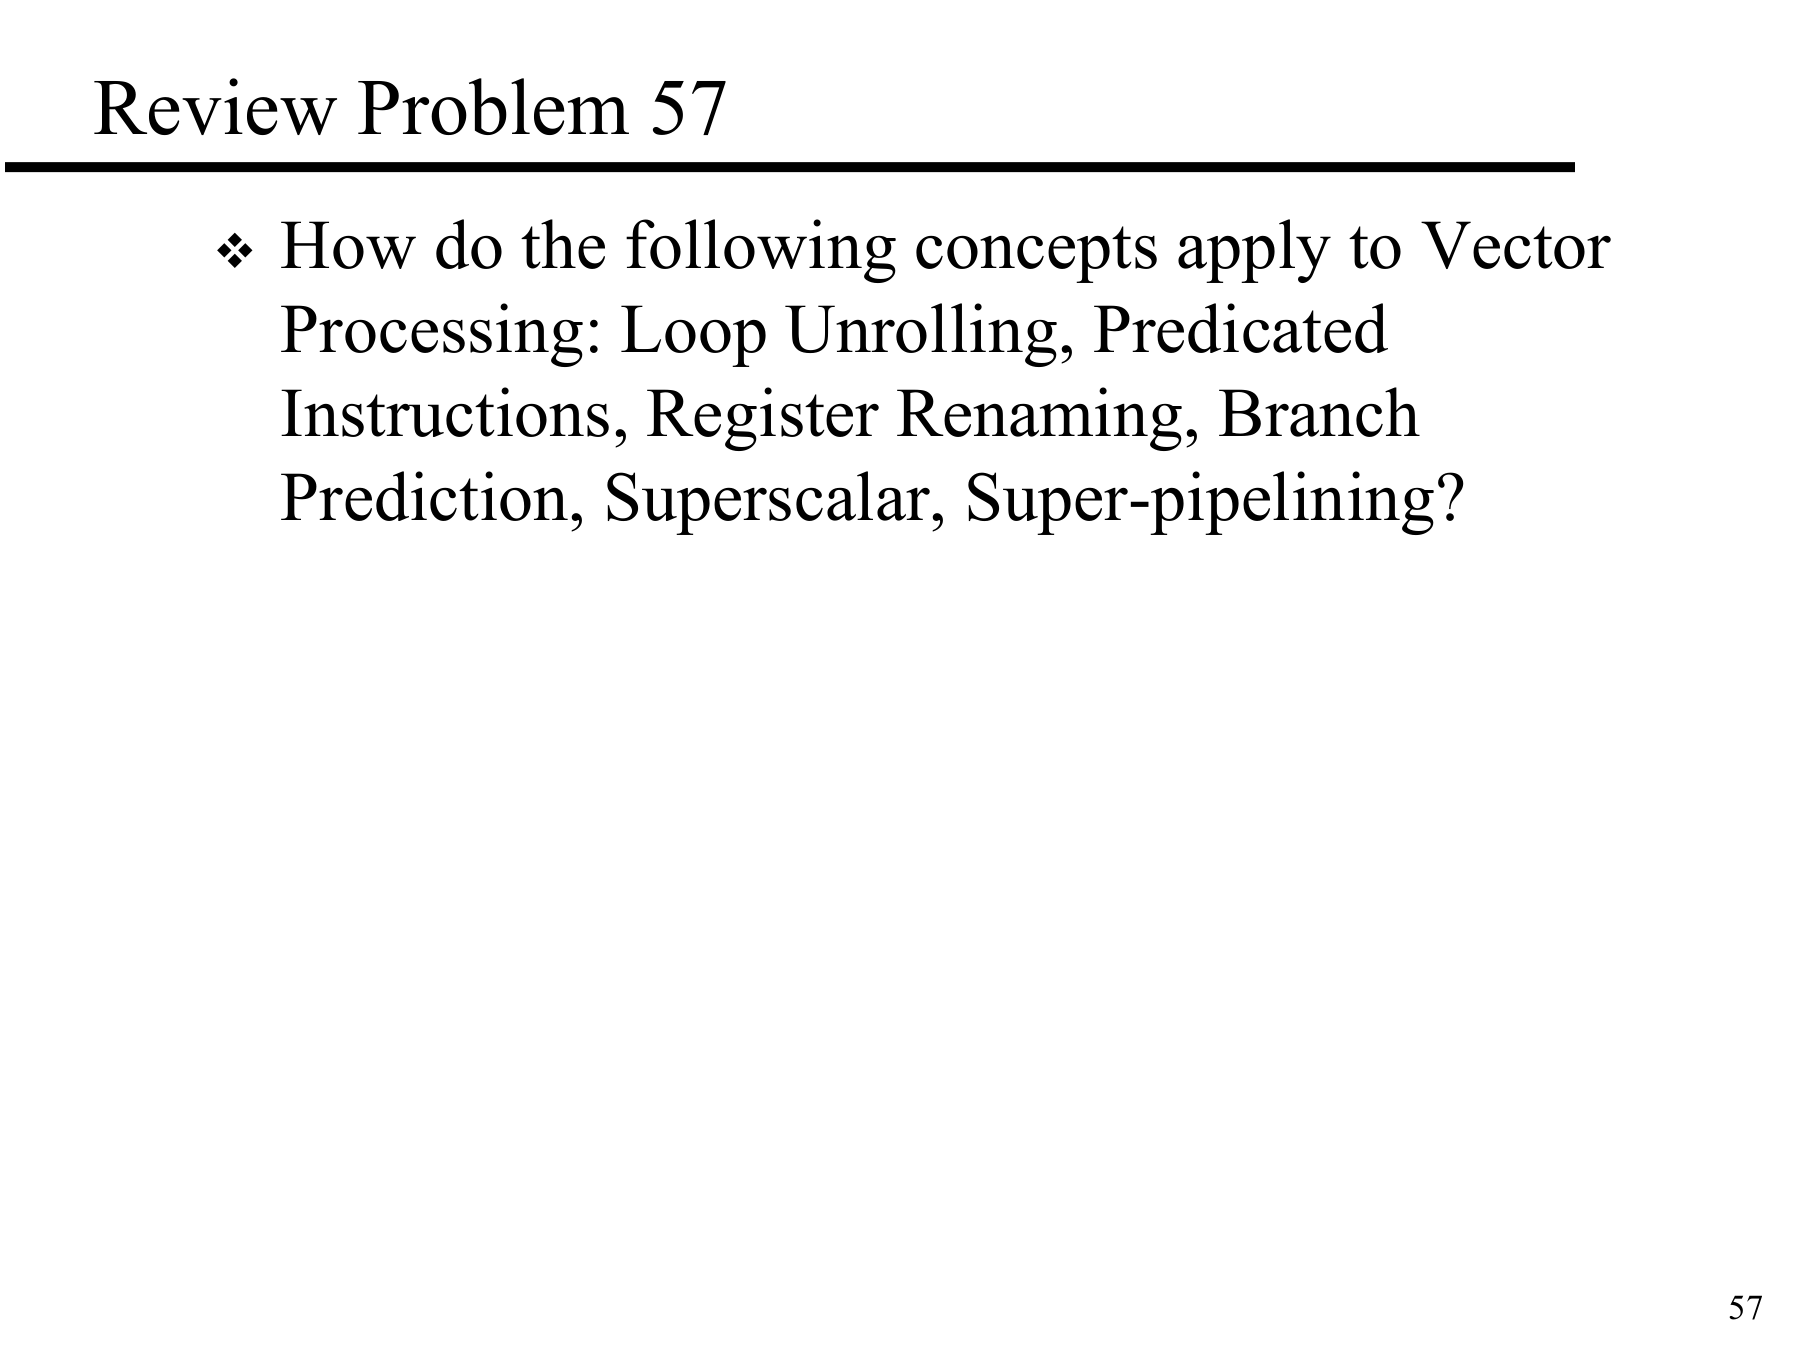 Review Problem 57
❖ How do the following concepts apply to Vector
Processing: Loop Unrolling, Predicated
Instructions, Register Renaming, Branch
Prediction, Superscalar, Super-pipelining?
57